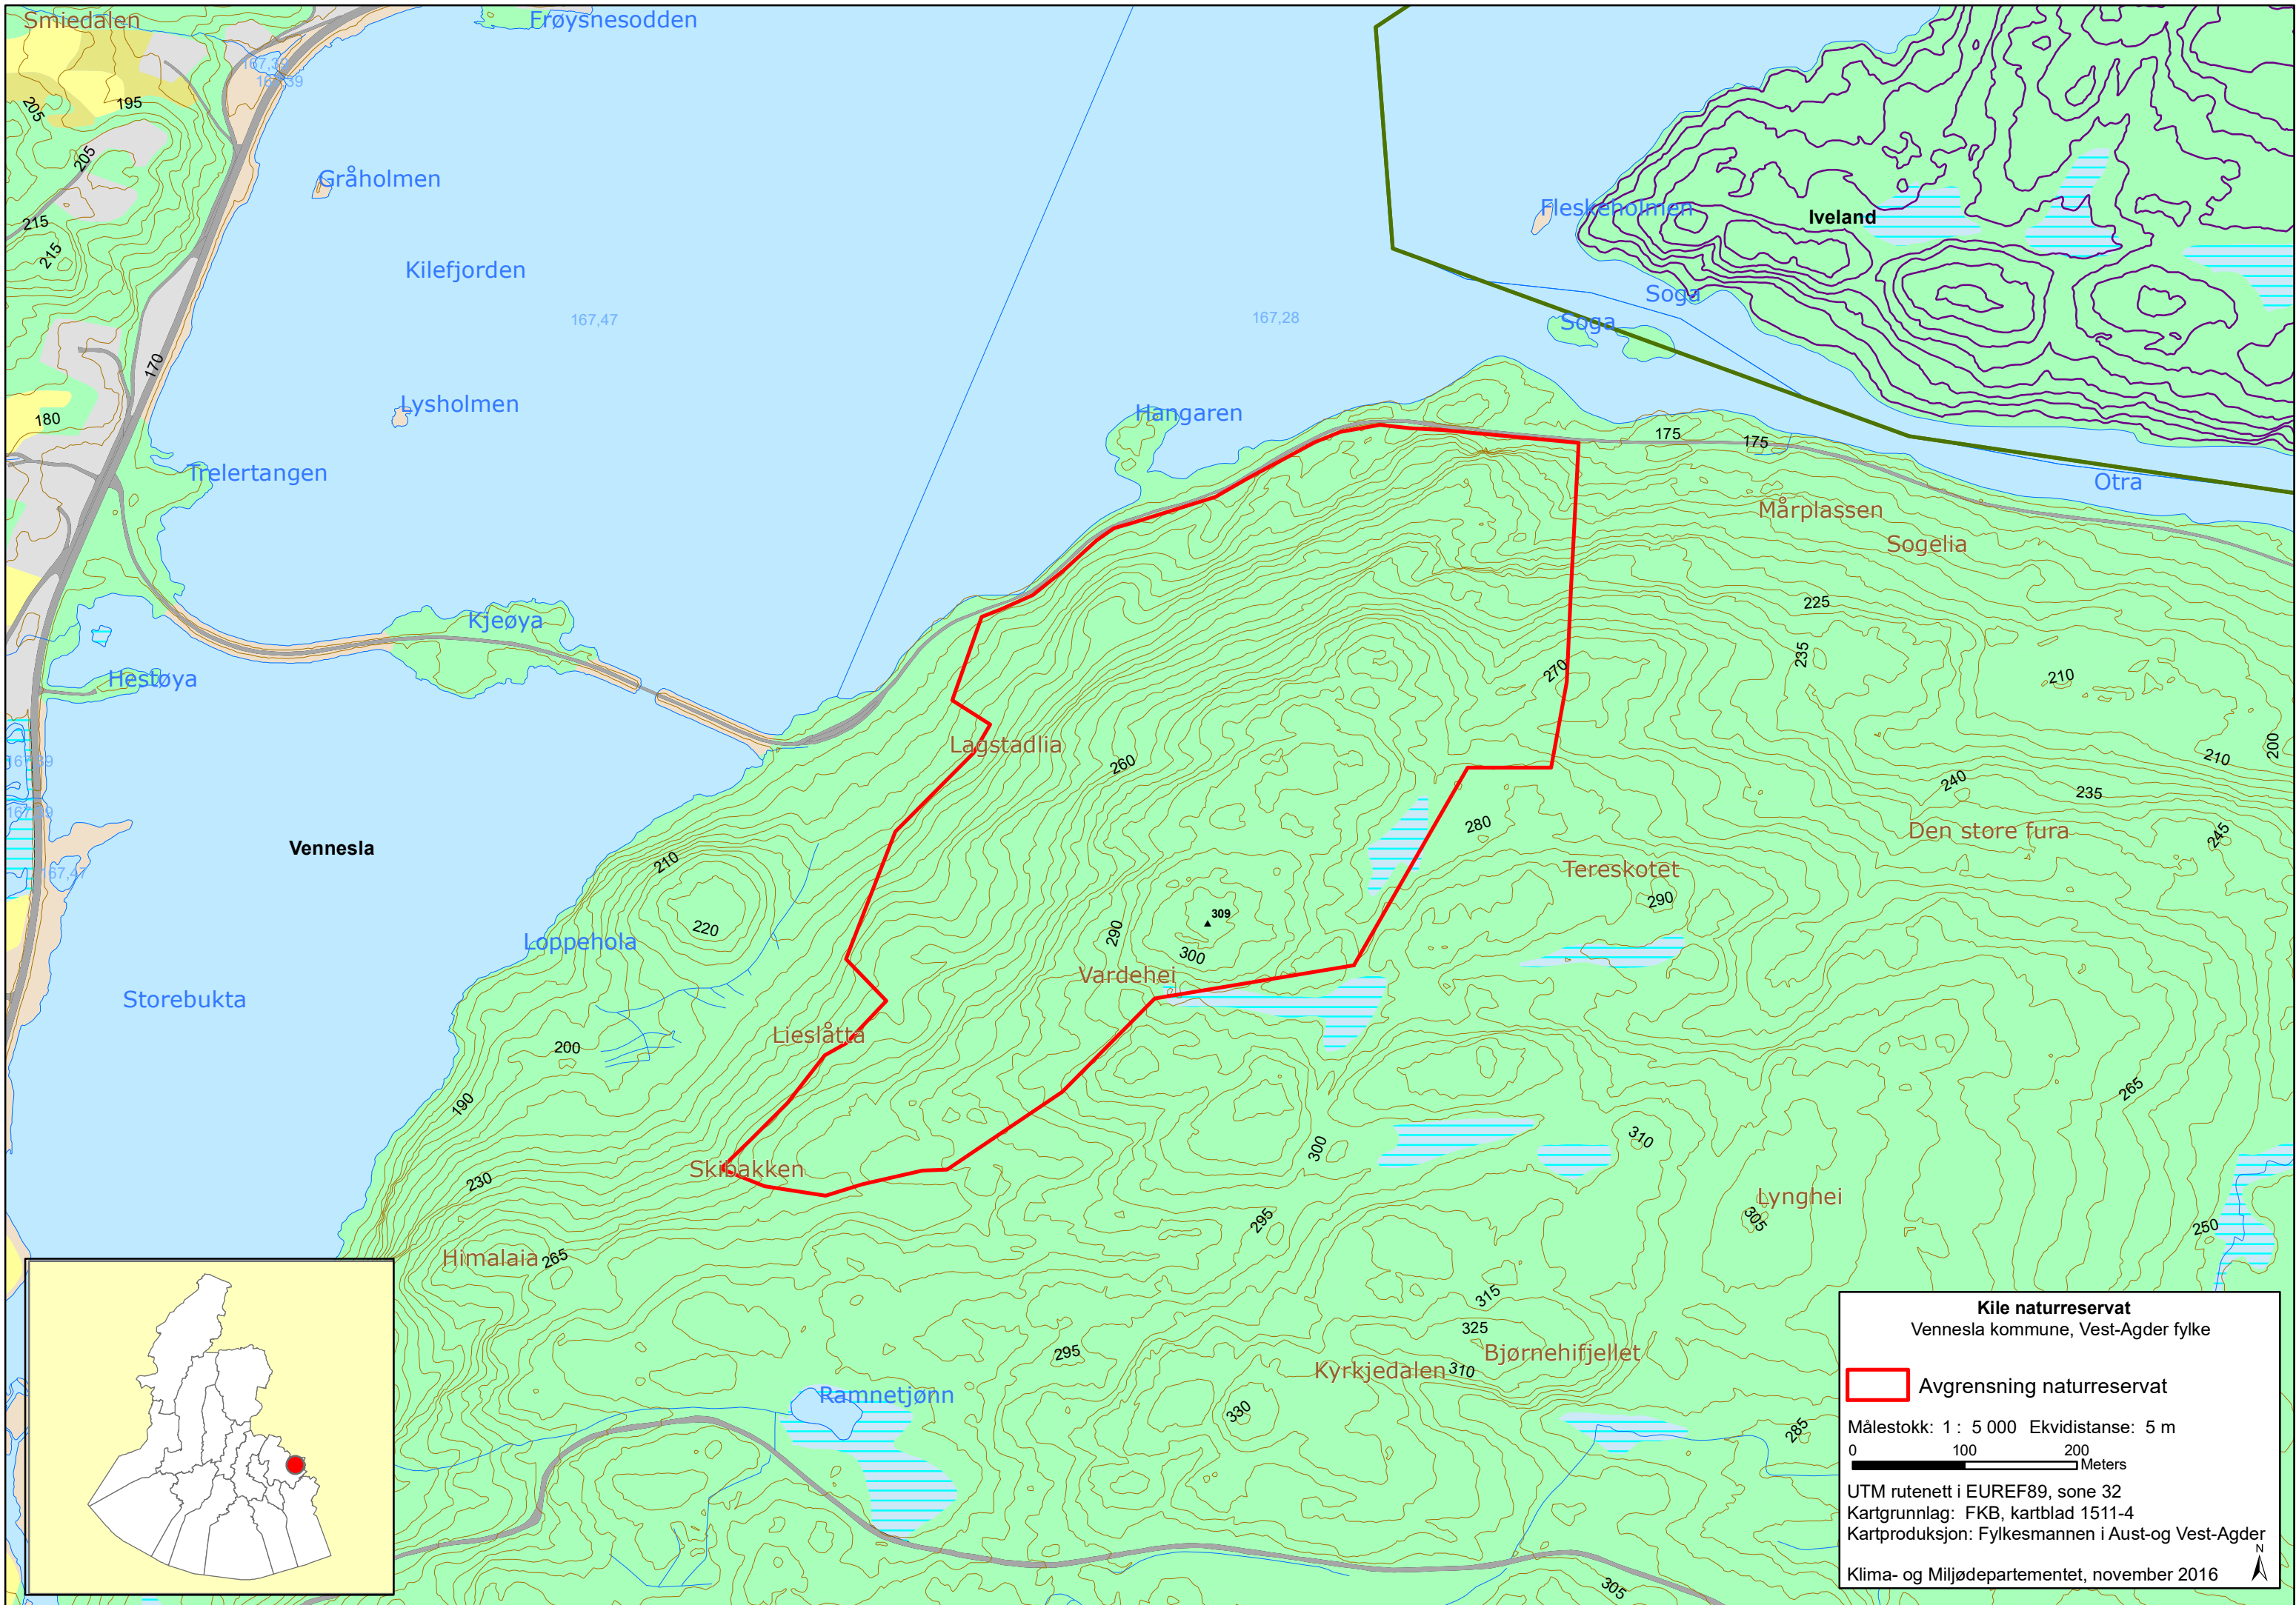 Smiedalen
Frøysnesodden
167,39
195
205
205
Gråholmen
215
Fleskeholmen
Iveland
215
Kilefjorden
Soga
167,47
167,28
Soga
170
Lysholmen
Hangaren
180
175
175
Trelertangen
Otra
Mårplassen
Sogelia
225
Kjeøya
235
270
210
Hestøya
Lagstadlia
200
260
210
240
235
280
Den store fura
245
Vennesla
210
Tereskotet
167,47
290
309
220
290
Loppehola
300
Vardehei
Storebukta
Lieslåtta
200
265
190
310
300
Skibakken
230
Lynghei
305
295
250
Himalaia
265
315
325
295
Bjørnehifjellet
Kyrkjedalen
310
Ramnetjønn
330
285
305
Kile naturreservat
Vennesla kommune, Vest-Agder fylke
Avgrensning naturreservat
Målestokk: 1 : 5 000 Ekvidistanse: 5 m
0 100 200
Meters
UTM rutenett i EUREF89, sone 32
Kartgrunnlag: FKB, kartblad 1511-4
Kartproduksjon: Fylkesmannen i Aust-og Vest-Agder
N
Klima- og Miljødepartementet, november 2016